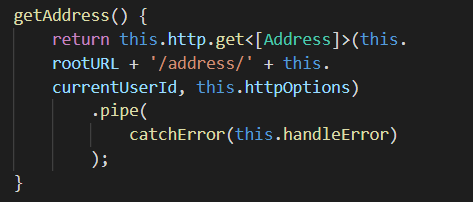 getAddress() {
    return this.http.get<[Address]>(this.
    rootURL + '/address/' + this.
    currentUserId, this.httpOptions)
        .pipe(
            catchError(this.handleError)
        );
}